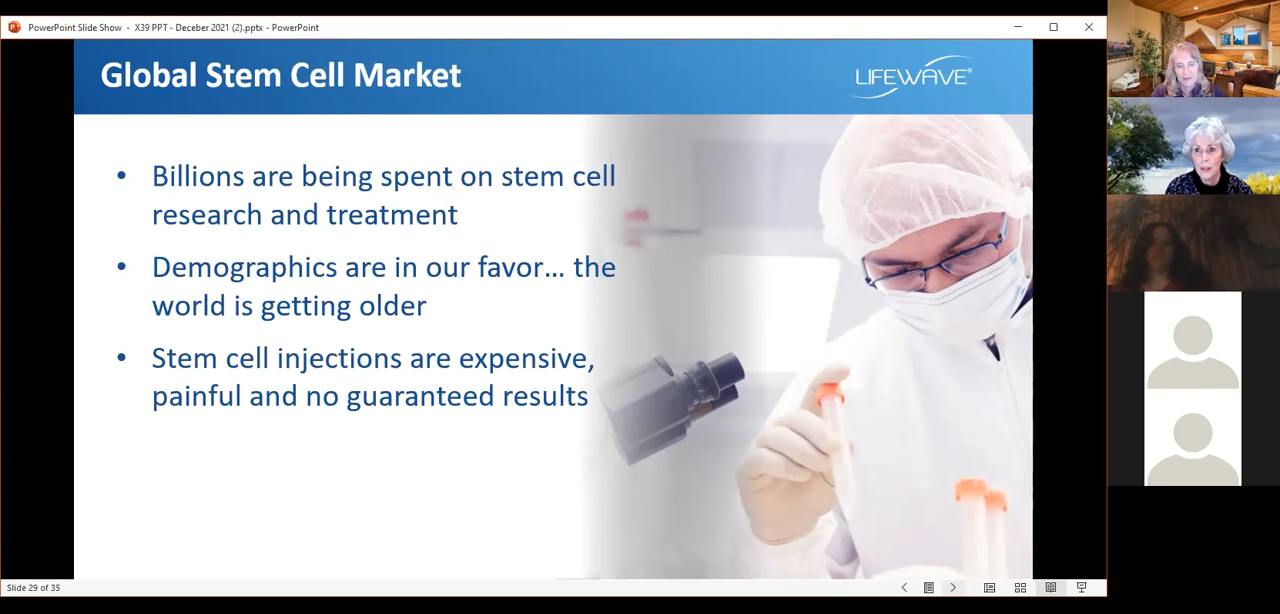 PowerPoint Slide Show - X39 PPT - Deceber 2021 (2).pptx - PowerPoint
Global Stem Cell Market
LIFEWAVE®
• Billions are being spent on stem cell
research and treatment
• Demographics are in our favor... the
world is getting older
• Stem cell injections are expensive,
painful and no guaranteed results
Slide 29 of 35